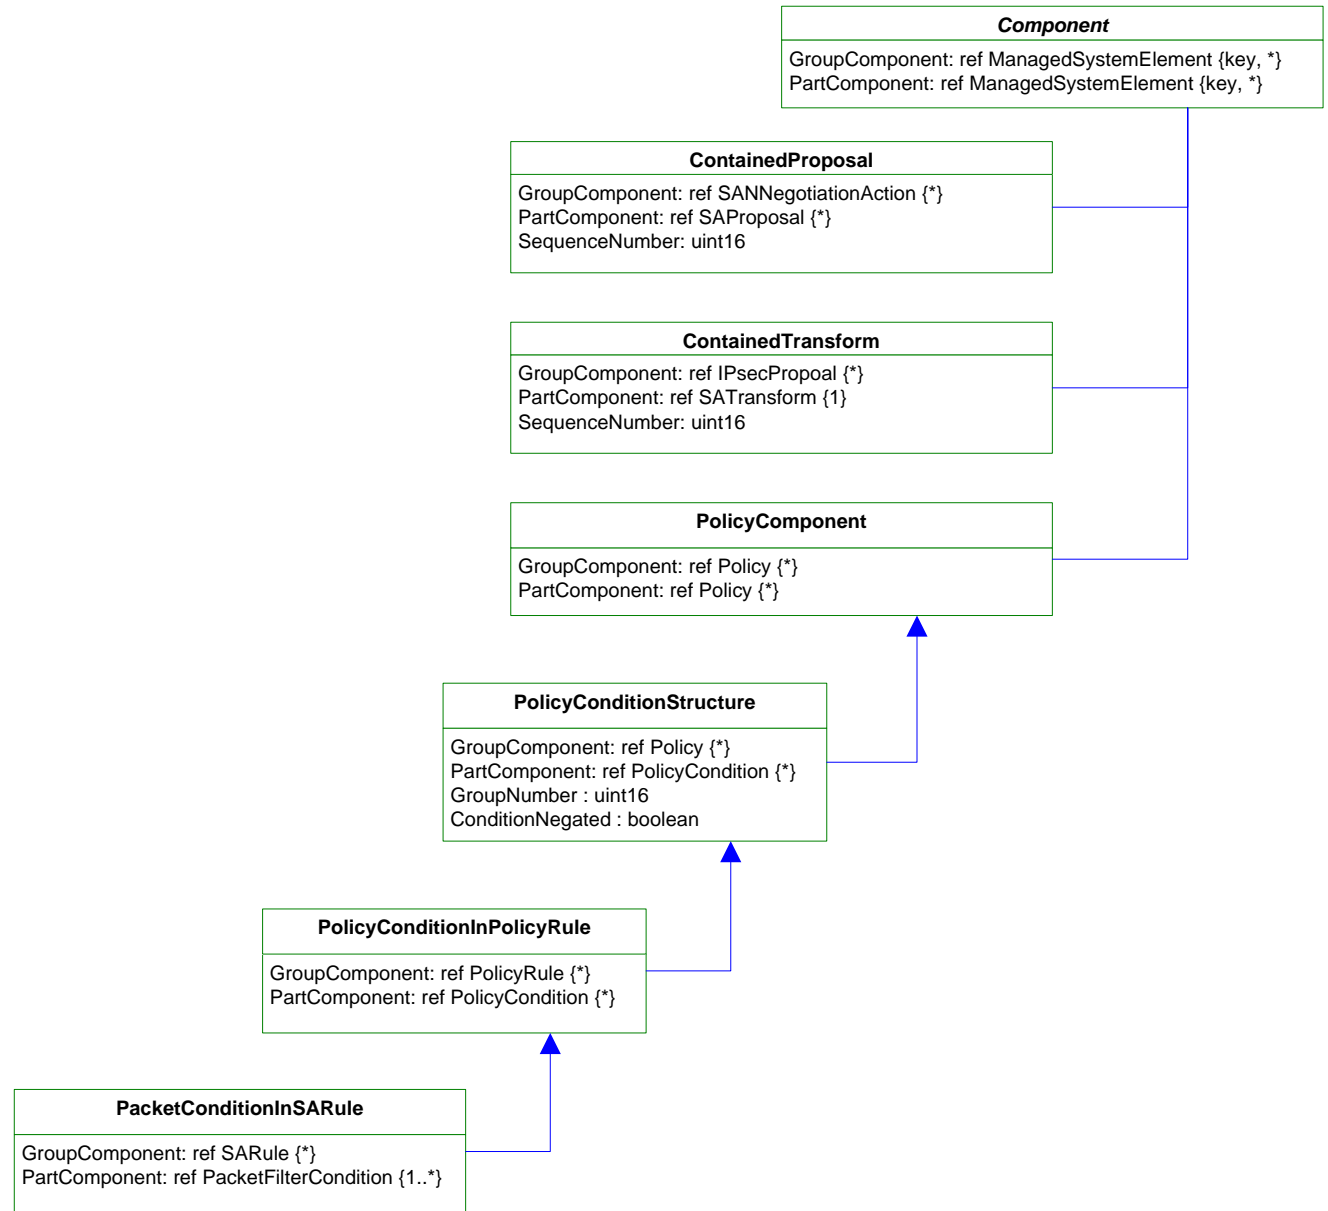 Component
GroupComponent: ref ManagedSystemElement {key, *}
PartComponent: ref ManagedSystemElement {key, *}
ContainedProposal
GroupComponent: ref SANNegotiationAction {*}
PartComponent: ref SAProposal {*}
SequenceNumber: uint16
ContainedTransform
GroupComponent: ref IPsecPropoal {*}
PartComponent: ref SATransform {1}
SequenceNumber: uint16
PolicyComponent
GroupComponent: ref Policy {*}
PartComponent: ref Policy {*}
PolicyConditionStructure
GroupComponent: ref Policy {*}
PartComponent: ref PolicyCondition {*}
GroupNumber : uint16
ConditionNegated : boolean
PolicyConditionInPolicyRule
GroupComponent: ref PolicyRule {*}
PartComponent: ref PolicyCondition {*}
PacketConditionInSARule
GroupComponent: ref SARule {*}
PartComponent: ref PacketFilterCondition {1..*}